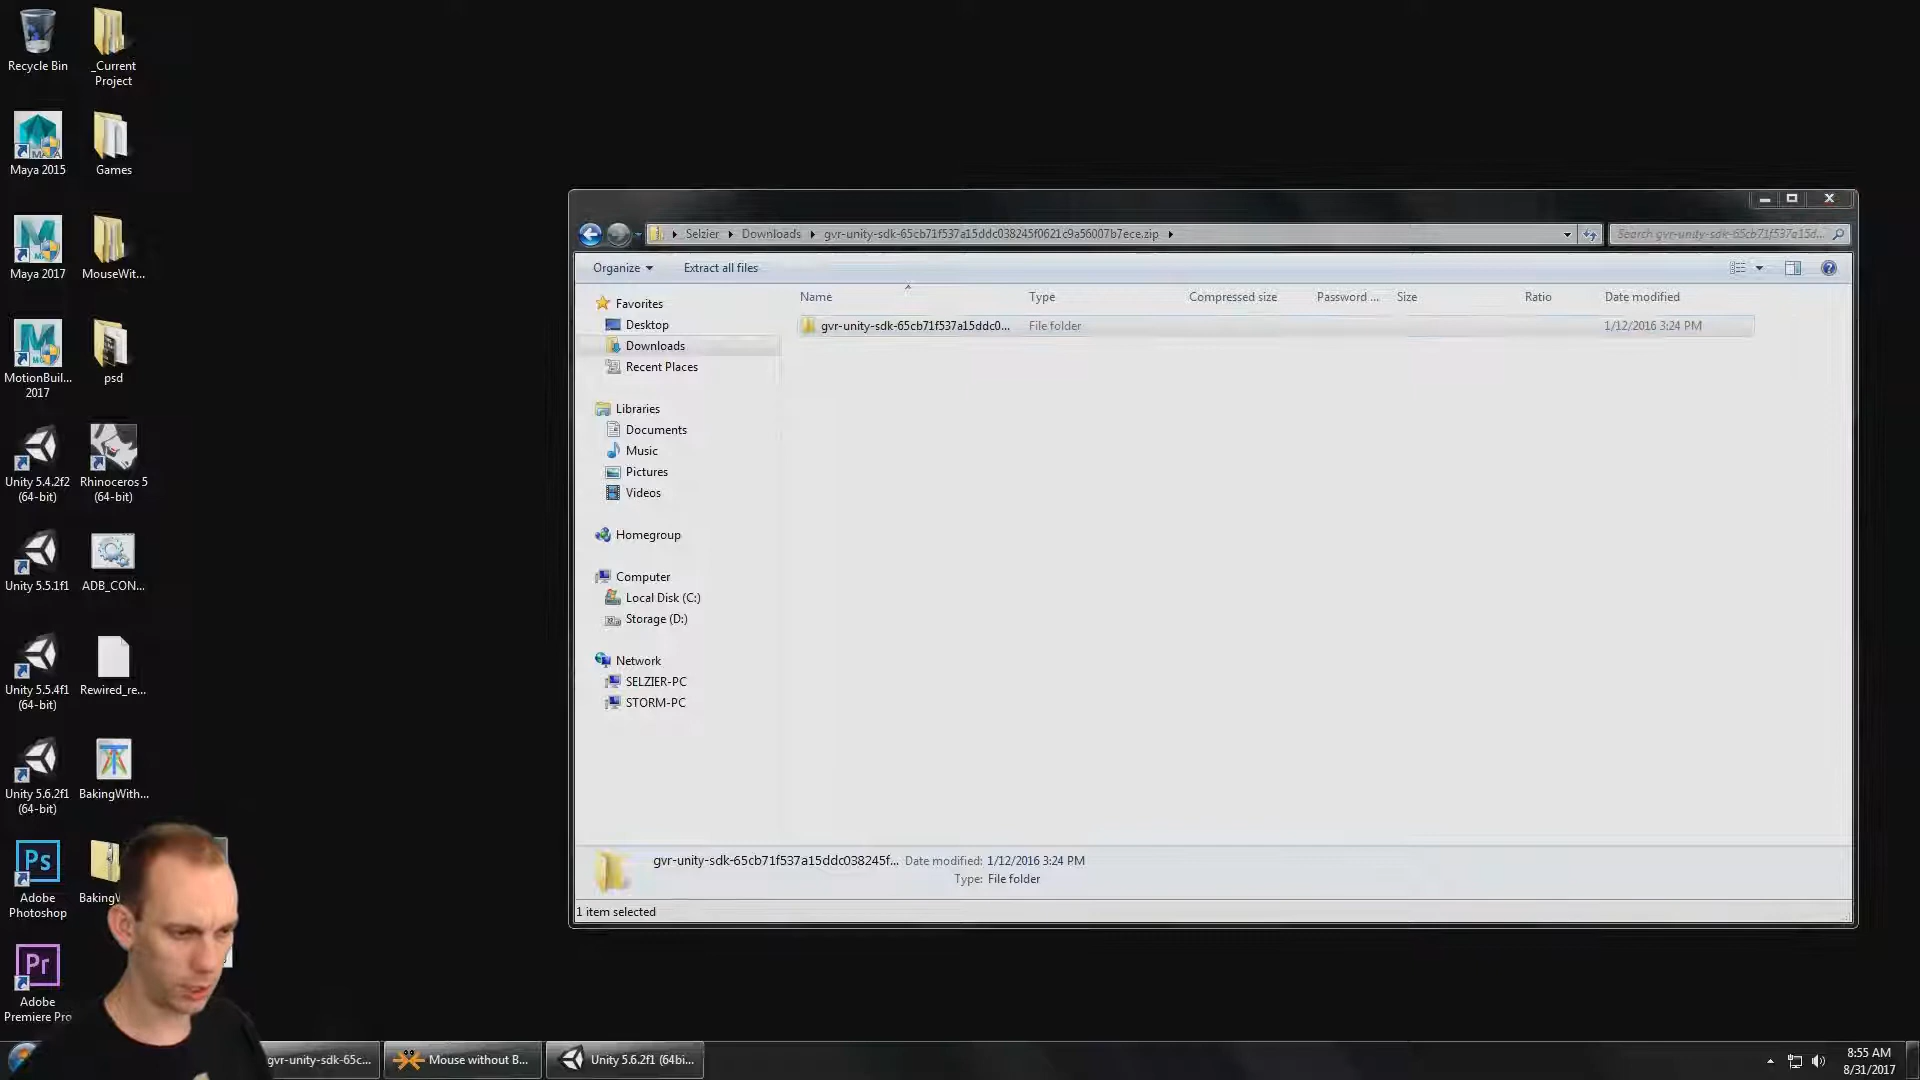 Recycle Bin
_Current
Project
Maya 2015
Games
Maya 2017
MouseWit...
MotionBuil...
2017
psd
Unity 5.4.2f2
(64-bit)
Rhinoceros 5
(64-bit)
Unity 5.5.1f1
ADB_CON...
Unity 5.5.4f1
(64-bit)
Rewired_re...
Unity 5.6.2f1
(64-bit)
BakingWith...
Ps
Adobe
Photoshop
Pr
Adobe
Premiere Pro
Selzier
Downloads
gvr-unity-sdk-65cb71f537a15ddc038245f0621c9a56007b7ece.zip
Search gvr-unity-sdk-65cb71f537a15d...
Organize
Extract all files
Name
Type
Compressed size
Password ...
Size
Ratio
Date modified
gvr-unity-sdk-65cb71f537a15ddc0...
File folder
1/12/2016 3:24 PM
Favorites
Desktop
Downloads
Recent Places
Libraries
Documents
Music
Pictures
Videos
Homegroup
Computer
Local Disk (C:)
Storage (D:)
Network
SELZIER-PC
STORM-PC
gvr-unity-sdk-65cb71f537a15ddc038245f...
Date modified: 1/12/2016 3:24 PM
Type: File folder
1 item selected
gvr-unity-sdk-65c...
Mouse without B...
Unity 5.6.2f1 (64bi...
8:55 AM
8/31/2017